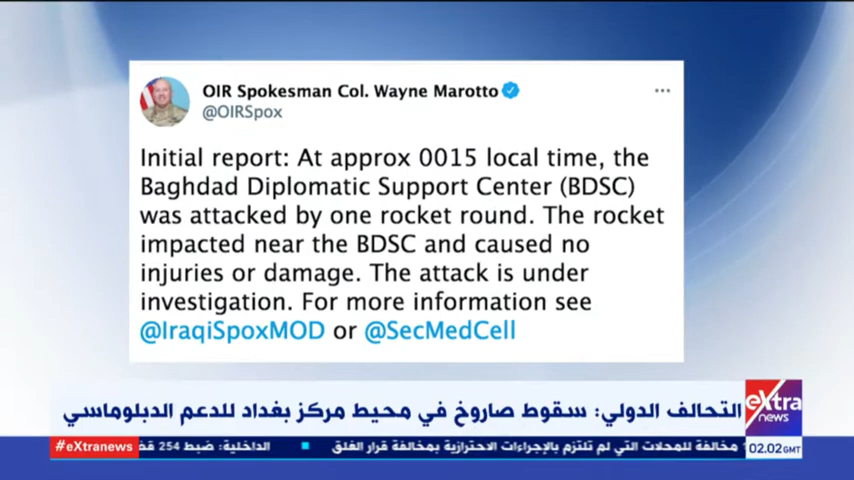 OIR Spokesman Col. Wayne Marotto
@OIRSpox
Initial report: At approx 0015 local time, the
Baghdad Diplomatic Support Center (BDSC)
was attacked by one rocket round. The rocket
impacted near the BDSC and caused no
injuries or damage. The attack is under
investigation. For more information see
@IraqiSpoxMOD or @SecMedCell
التحالف الدولي: سقوط صاروخ في محيط مركز بغداد للدعم الدبلوماسي
eXtra
news
#eXtranews
مخالفة للمحلات التي لم تلتزم بالإجراءات الاحترازية بمخالفة قرار الغلق
الداخلية: ضبط 254
02.02 GMT